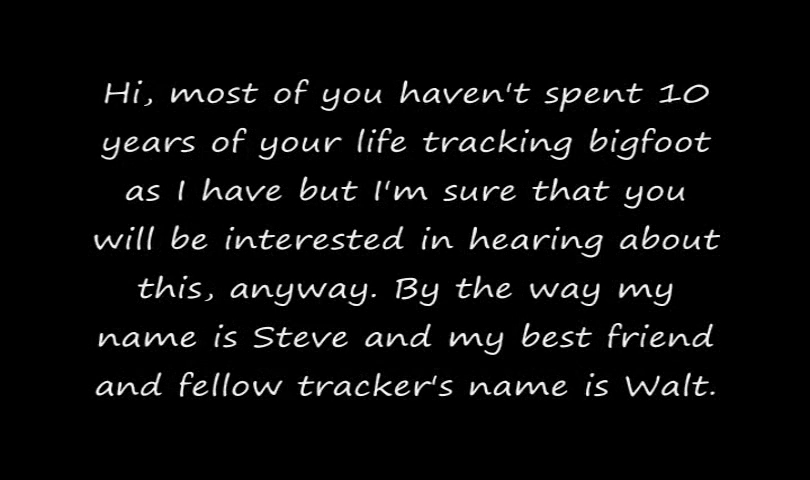 Hi, most of you haven't spent 10
years of your life tracking bigfoot
as I have but I'm sure that you
will be interested in hearing about
this, anyway. By the way my
name is Steve and my best friend
and fellow tracker's name is Walt.